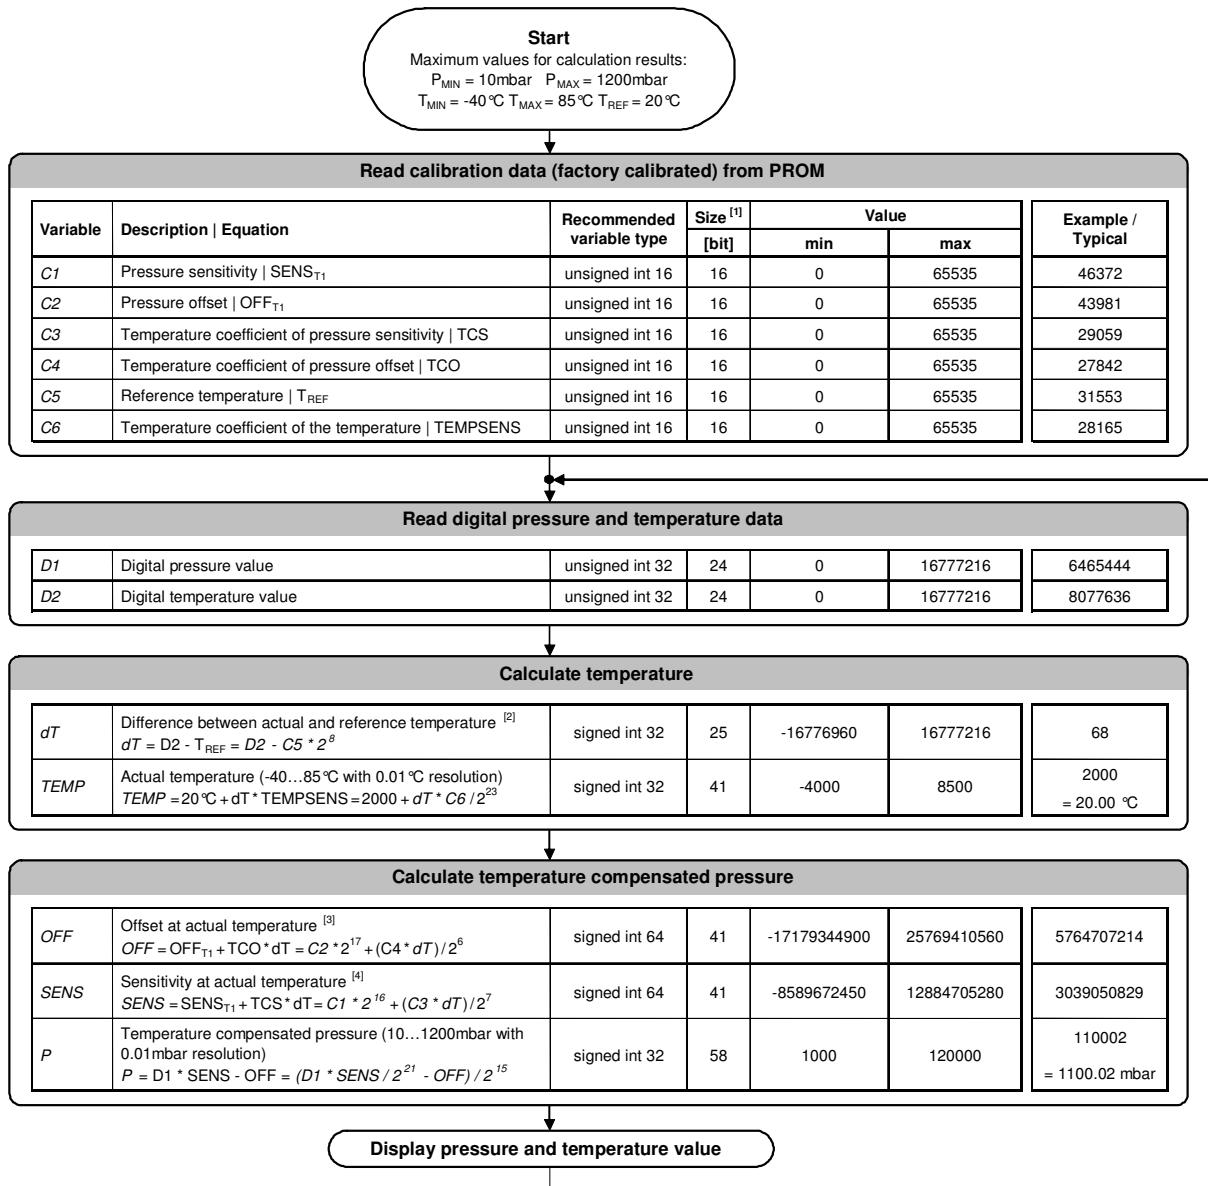 Start
Maximum values for calculation results:
P_MIN = 10mbar P_MAX = 1200mbar
T_MIN = -40°C T_MAX = 85°C T_REF = 20°C
Read calibration data (factory calibrated) from PROM
Variable | Description | Equation | Recommended variable type | Size [1] [bit] | Value min | max | Example / Typical
C1 | Pressure sensitivity | SENS_T1 | unsigned int 16 | 16 | 0 | 65535 | 46372
C2 | Pressure offset | OFF_T1 | unsigned int 16 | 16 | 0 | 65535 | 43981
C3 | Temperature coefficient of pressure sensitivity | TCS | unsigned int 16 | 16 | 0 | 65535 | 29059
C4 | Temperature coefficient of pressure offset | TCO | unsigned int 16 | 16 | 0 | 65535 | 27842
C5 | Reference temperature | T_REF | unsigned int 16 | 16 | 0 | 65535 | 31553
C6 | Temperature coefficient of the temperature | TEMPSENS | unsigned int 16 | 16 | 0 | 65535 | 28165
Read digital pressure and temperature data
D1 | Digital pressure value | unsigned int 32 | 24 | 0 | 16777216 | 6465444
D2 | Digital temperature value | unsigned int 32 | 24 | 0 | 16777216 | 8077636
Calculate temperature
Difference between actual and reference temperature [2]
dT | dT = D2 - T_REF = D2 - C5 * 2^8 | signed int 32 | 25 | -16776960 | 16777216 | 68
Actual temperature (-40…85°C with 0.01°C resolution)
TEMP | TEMP = 20°C + dT * TEMPSENS = 2000 + dT * C6 / 2^23 | signed int 32 | 41 | -4000 | 8500 | 2000
= 20.00 °C
Calculate temperature compensated pressure
Offset at actual temperature [3]
OFF | OFF = OFF_T1 + TCO * dT = C2 * 2^17 + (C4 * dT) / 2^6 | signed int 64 | 41 | -17179344900 | 25769410560 | 5764707214
Sensitivity at actual temperature [4]
SENS | SENS = SENS_T1 + TCS * dT = C1 * 2^16 + (C3 * dT) / 2^7 | signed int 64 | 41 | -8589672450 | 12884705280 | 3039050829
Temperature compensated pressure (10…1200mbar with
0.01mbar resolution)
P | P = D1 * SENS - OFF = (D1 * SENS / 2^21 - OFF) / 2^15 | signed int 32 | 58 | 1000 | 120000 | 110002
= 1100.02 mbar
Display pressure and temperature value